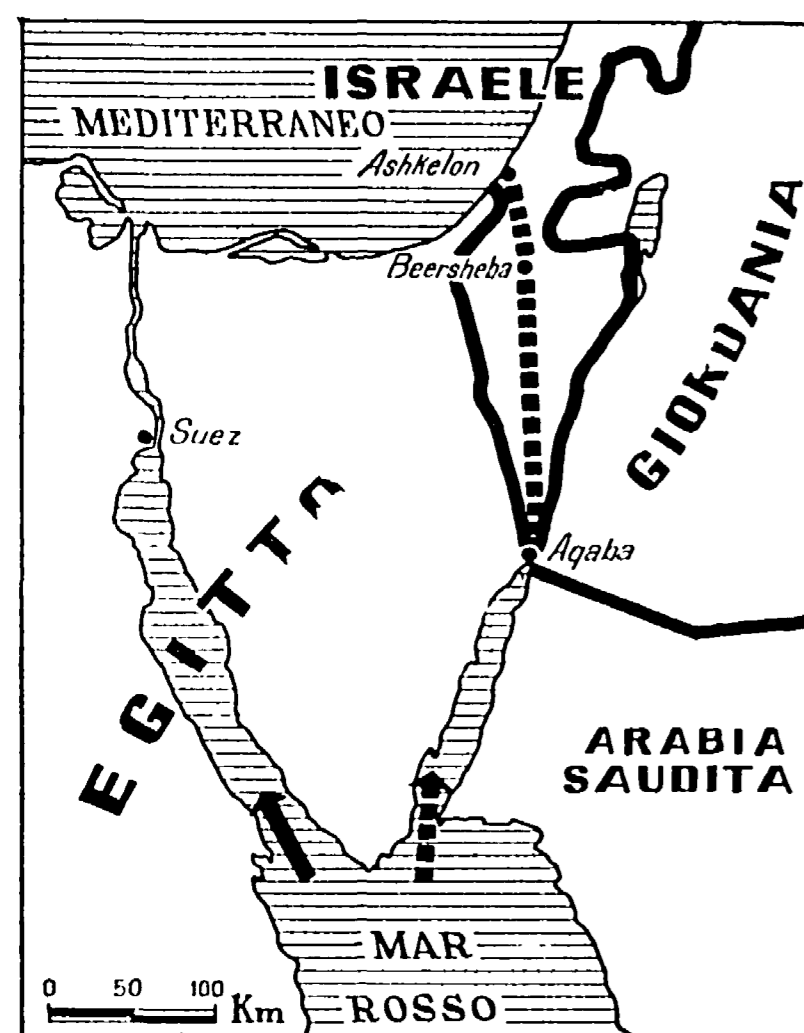 ISRAELE
MEDITERRANEO
Ashkelon
Beersheba
GIORDANIA
Suez
EGITTO
Aqaba
ARABIA
SAUDITA
MAR
ROSSO
0 50 100 Km